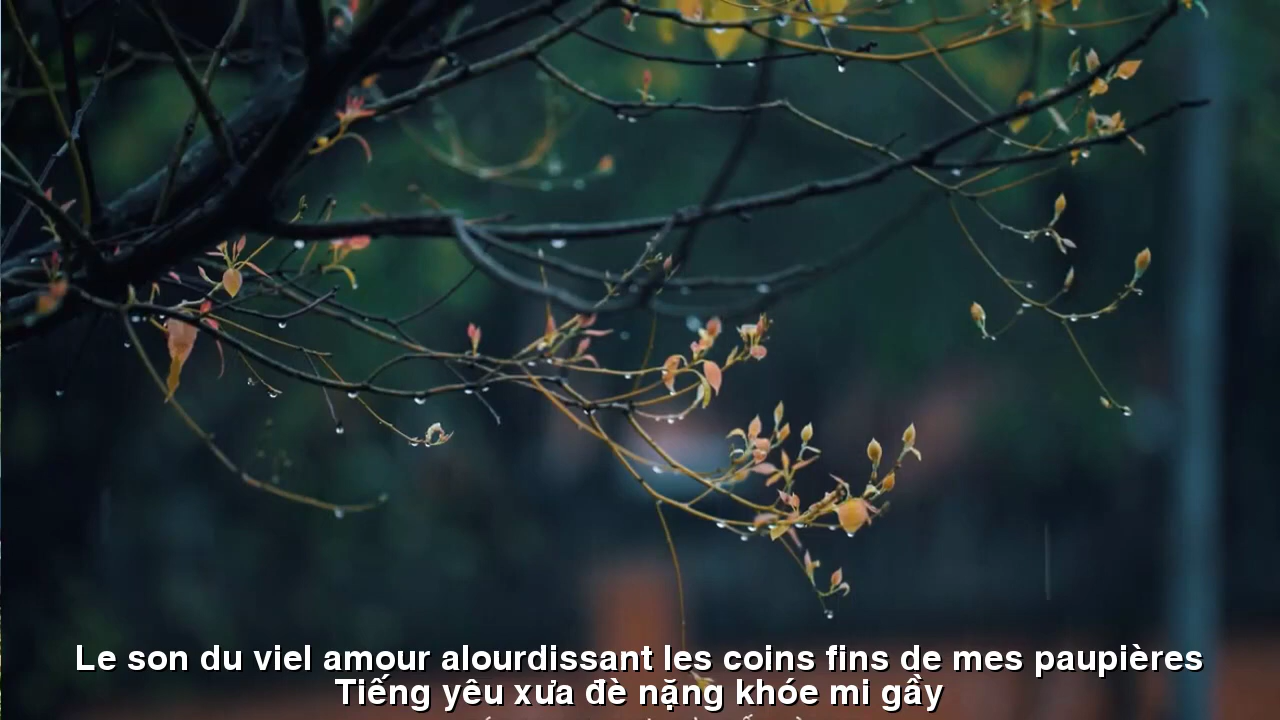 Le son du viel amour alourdissant les coins fins de mes paupières
Tiếng yêu xưa đè nặng khóe mi gầy